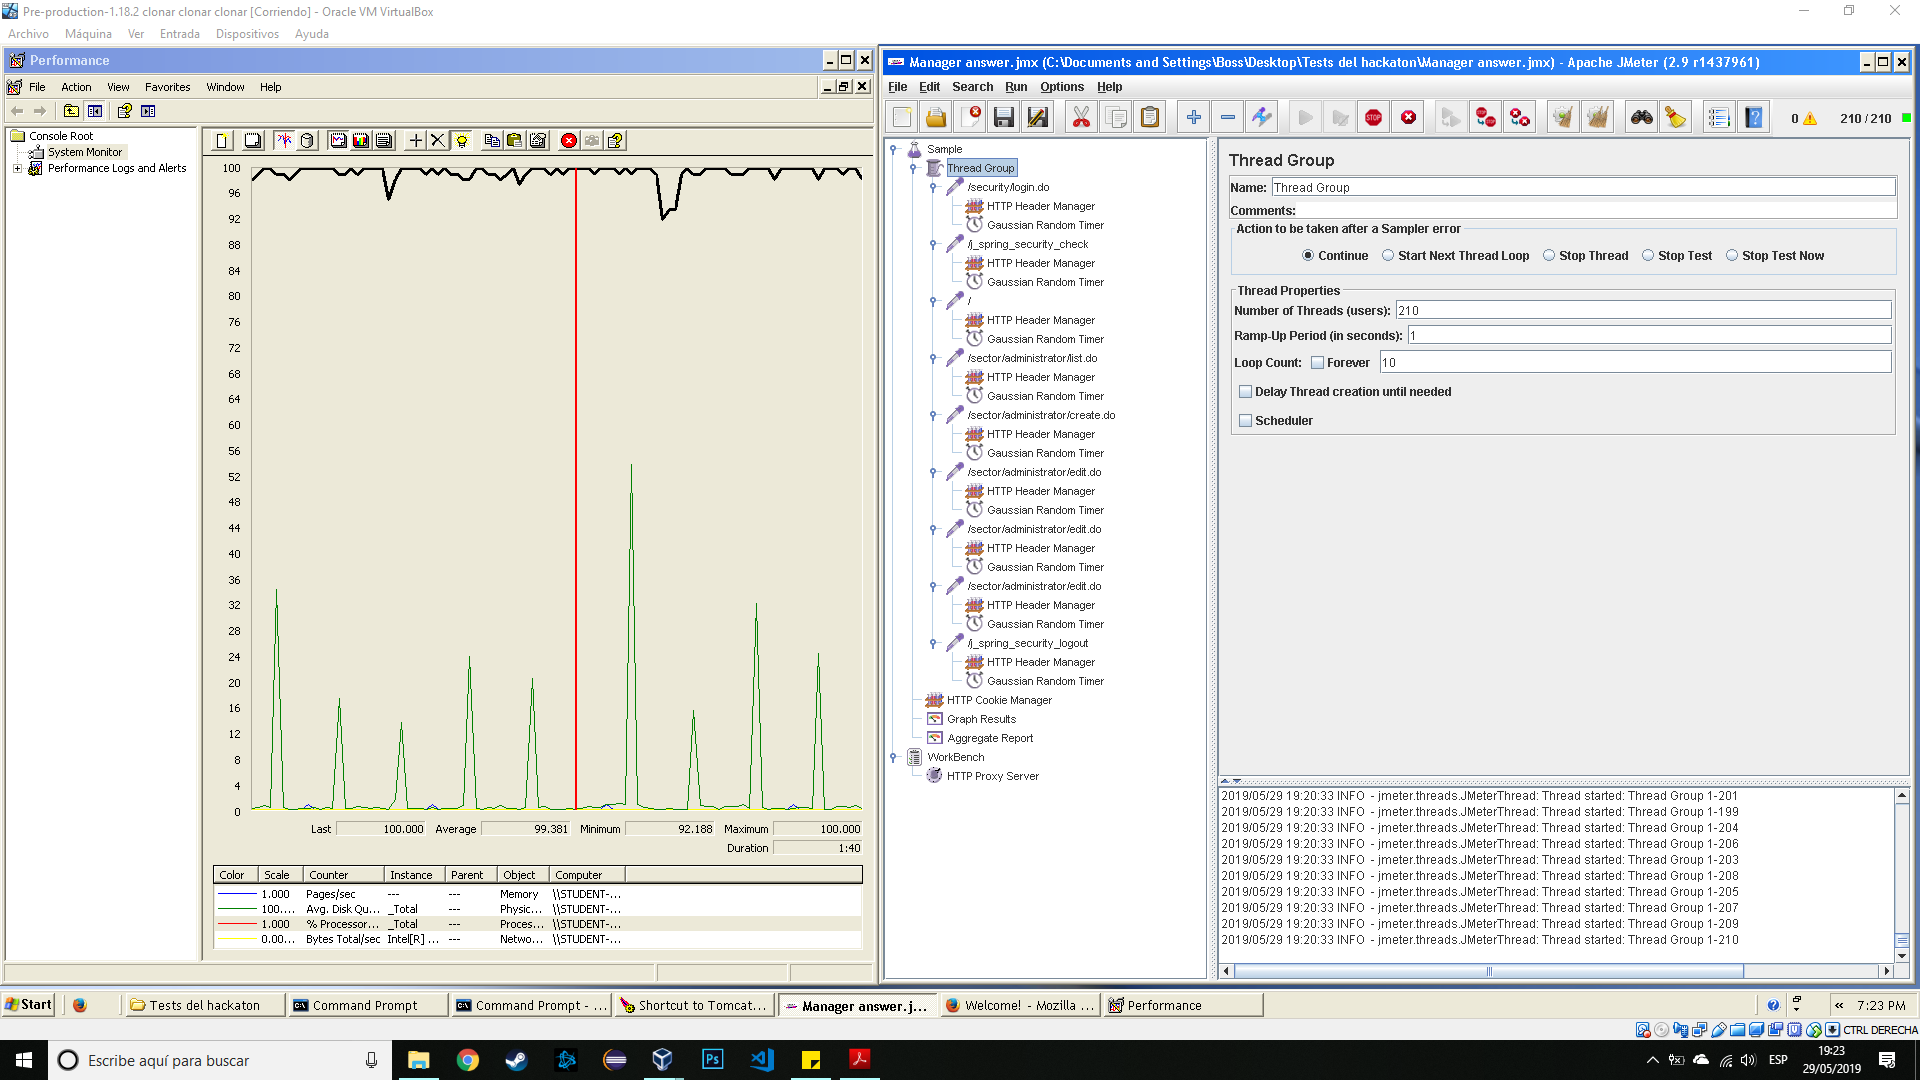 Pre-production-1.18.2 clonar clonar clonar [Corriendo] - Oracle VM VirtualBox
Archivo Máquina Ver Entrada Dispositivos Ayuda
Performance
File Action View Favorites Window Help
Console Root
System Monitor
Performance Logs and Alerts
100
96
92
88
84
80
76
72
68
64
60
56
52
48
44
40
36
32
28
24
20
16
12
8
4
0
Last 100.000 Average 99.381 Minimum 92.188 Maximum 100.000
Duration 1:40
Color Scale Counter Instance Parent Object Computer
1.000 Pages/sec --- --- Memory \\STUDENT-...
100.... Avg. Disk Qu... _Total --- Physic... \\STUDENT-...
1.000 % Processor... _Total --- Proces... \\STUDENT-...
0.00... Bytes Total/sec Intel[R] ... --- Netwo... \\STUDENT-...
Manager answer.jmx (C:\Documents and Settings\Boss\Desktop\Tests del hackaton\Manager answer.jmx) - Apache JMeter (2.9 r1437961)
File Edit Search Run Options Help
STOP
0 210 / 210
Sample
Thread Group
/security/login.do
HTTP Header Manager
Gaussian Random Timer
/j_spring_security_check
HTTP Header Manager
Gaussian Random Timer
/
HTTP Header Manager
Gaussian Random Timer
/sector/administrator/list.do
HTTP Header Manager
Gaussian Random Timer
/sector/administrator/create.do
HTTP Header Manager
Gaussian Random Timer
/sector/administrator/edit.do
HTTP Header Manager
Gaussian Random Timer
/sector/administrator/edit.do
HTTP Header Manager
Gaussian Random Timer
/sector/administrator/edit.do
HTTP Header Manager
Gaussian Random Timer
/j_spring_security_logout
HTTP Header Manager
Gaussian Random Timer
HTTP Cookie Manager
Graph Results
Aggregate Report
WorkBench
HTTP Proxy Server
Thread Group
Name: Thread Group
Comments:
Action to be taken after a Sampler error
Continue Start Next Thread Loop Stop Thread Stop Test Stop Test Now
Thread Properties
Number of Threads (users): 210
Ramp-Up Period (in seconds): 1
Loop Count: Forever 10
Delay Thread creation until needed
Scheduler
2019/05/29 19:20:33 INFO - jmeter.threads.JMeterThread: Thread started: Thread Group 1-201
2019/05/29 19:20:33 INFO - jmeter.threads.JMeterThread: Thread started: Thread Group 1-199
2019/05/29 19:20:33 INFO - jmeter.threads.JMeterThread: Thread started: Thread Group 1-204
2019/05/29 19:20:33 INFO - jmeter.threads.JMeterThread: Thread started: Thread Group 1-206
2019/05/29 19:20:33 INFO - jmeter.threads.JMeterThread: Thread started: Thread Group 1-203
2019/05/29 19:20:33 INFO - jmeter.threads.JMeterThread: Thread started: Thread Group 1-208
2019/05/29 19:20:33 INFO - jmeter.threads.JMeterThread: Thread started: Thread Group 1-205
2019/05/29 19:20:33 INFO - jmeter.threads.JMeterThread: Thread started: Thread Group 1-207
2019/05/29 19:20:33 INFO - jmeter.threads.JMeterThread: Thread started: Thread Group 1-209
2019/05/29 19:20:33 INFO - jmeter.threads.JMeterThread: Thread started: Thread Group 1-210
Start Tests del hackaton Command Prompt Command Prompt - ... Shortcut to Tomcat... Manager answer.j... Welcome! - Mozilla ... Performance « 7:23 PM
CTRL DERECHA
Escribe aquí para buscar
Ps
ESP
19:23
29/05/2019